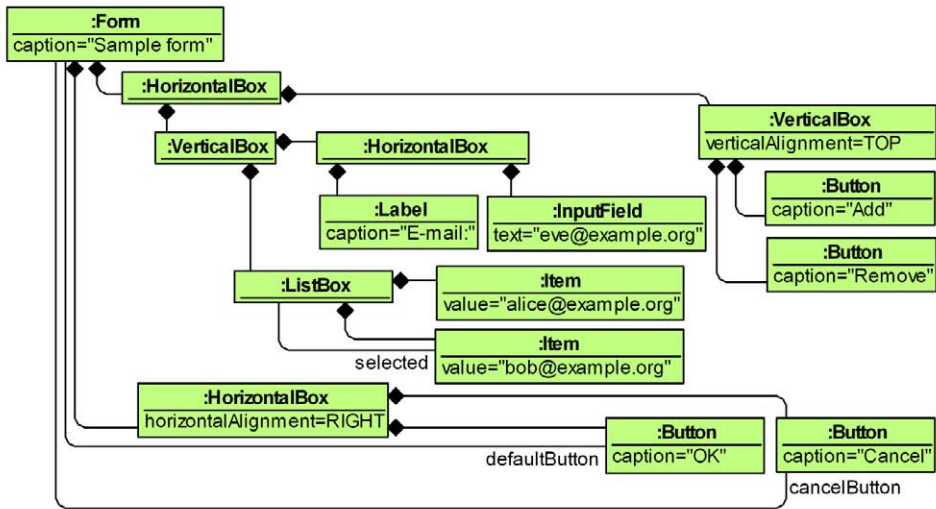 :Form
caption="Sample form"
:HorizontalBox
:VerticalBox
verticalAlignment=TOP
:VerticalBox
:HorizontalBox
:Button
caption="Add"
:Label
caption="E-mail:"
:InputField
text="eve@example.org"
:Button
caption="Remove"
:ListBox
:Item
value="alice@example.org"
:Item
value="bob@example.org"
selected
:HorizontalBox
horizontalAlignment=RIGHT
:Button
caption="OK"
:Button
caption="Cancel"
defaultButton
cancelButton